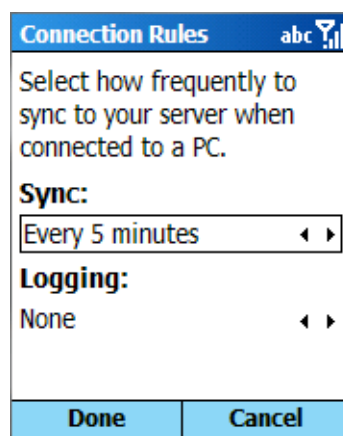 Connection Rules abc
Select how frequently to
sync to your server when
connected to a PC.
Sync:
Every 5 minutes
Logging:
None
Done Cancel